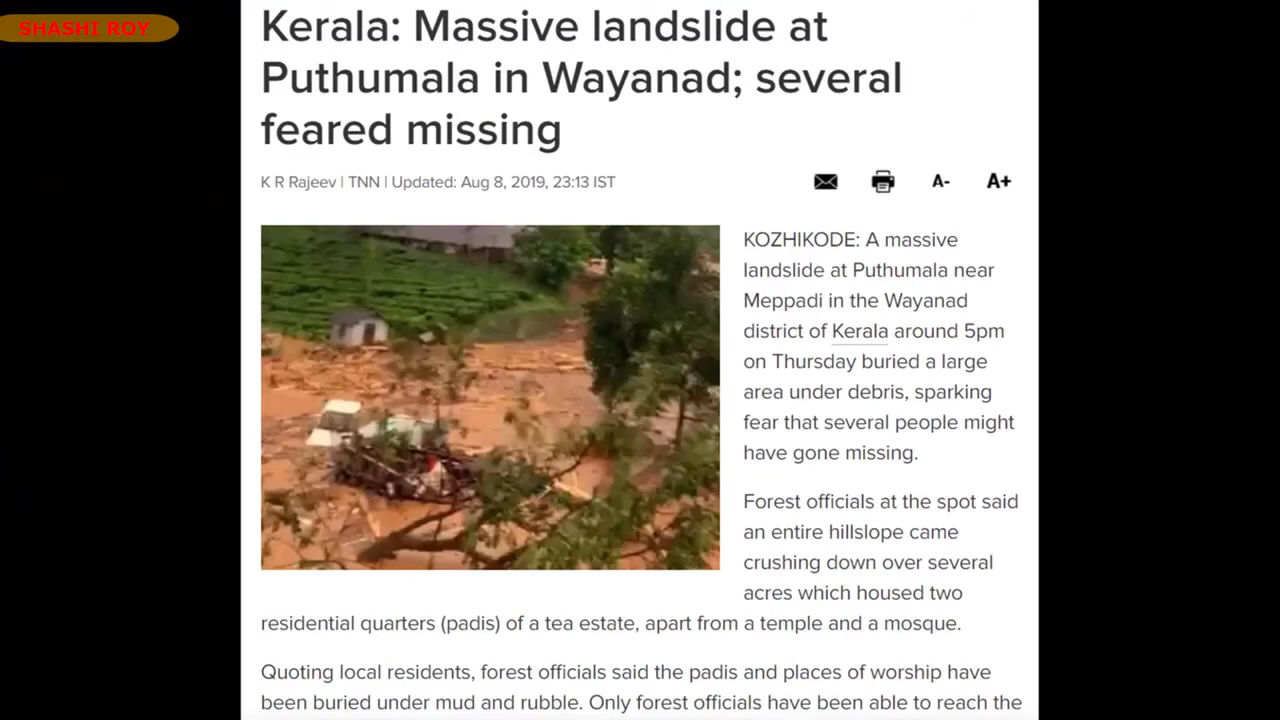 SHASHI ROY
Kerala: Massive landslide at
Puthumala in Wayanad; several
feared missing
K R Rajeev | TNN | Updated: Aug 8, 2019, 23:13 IST
A-
A+
KOZHIKODE: A massive
landslide at Puthumala near
Meppadi in the Wayanad
district of Kerala around 5pm
on Thursday buried a large
area under debris, sparking
fear that several people might
have gone missing.
Forest officials at the spot said
an entire hillslope came
crushing down over several
acres which housed two
residential quarters (padis) of a tea estate, apart from a temple and a mosque.
Quoting local residents, forest officials said the padis and places of worship have
been buried under mud and rubble. Only forest officials have been able to reach the